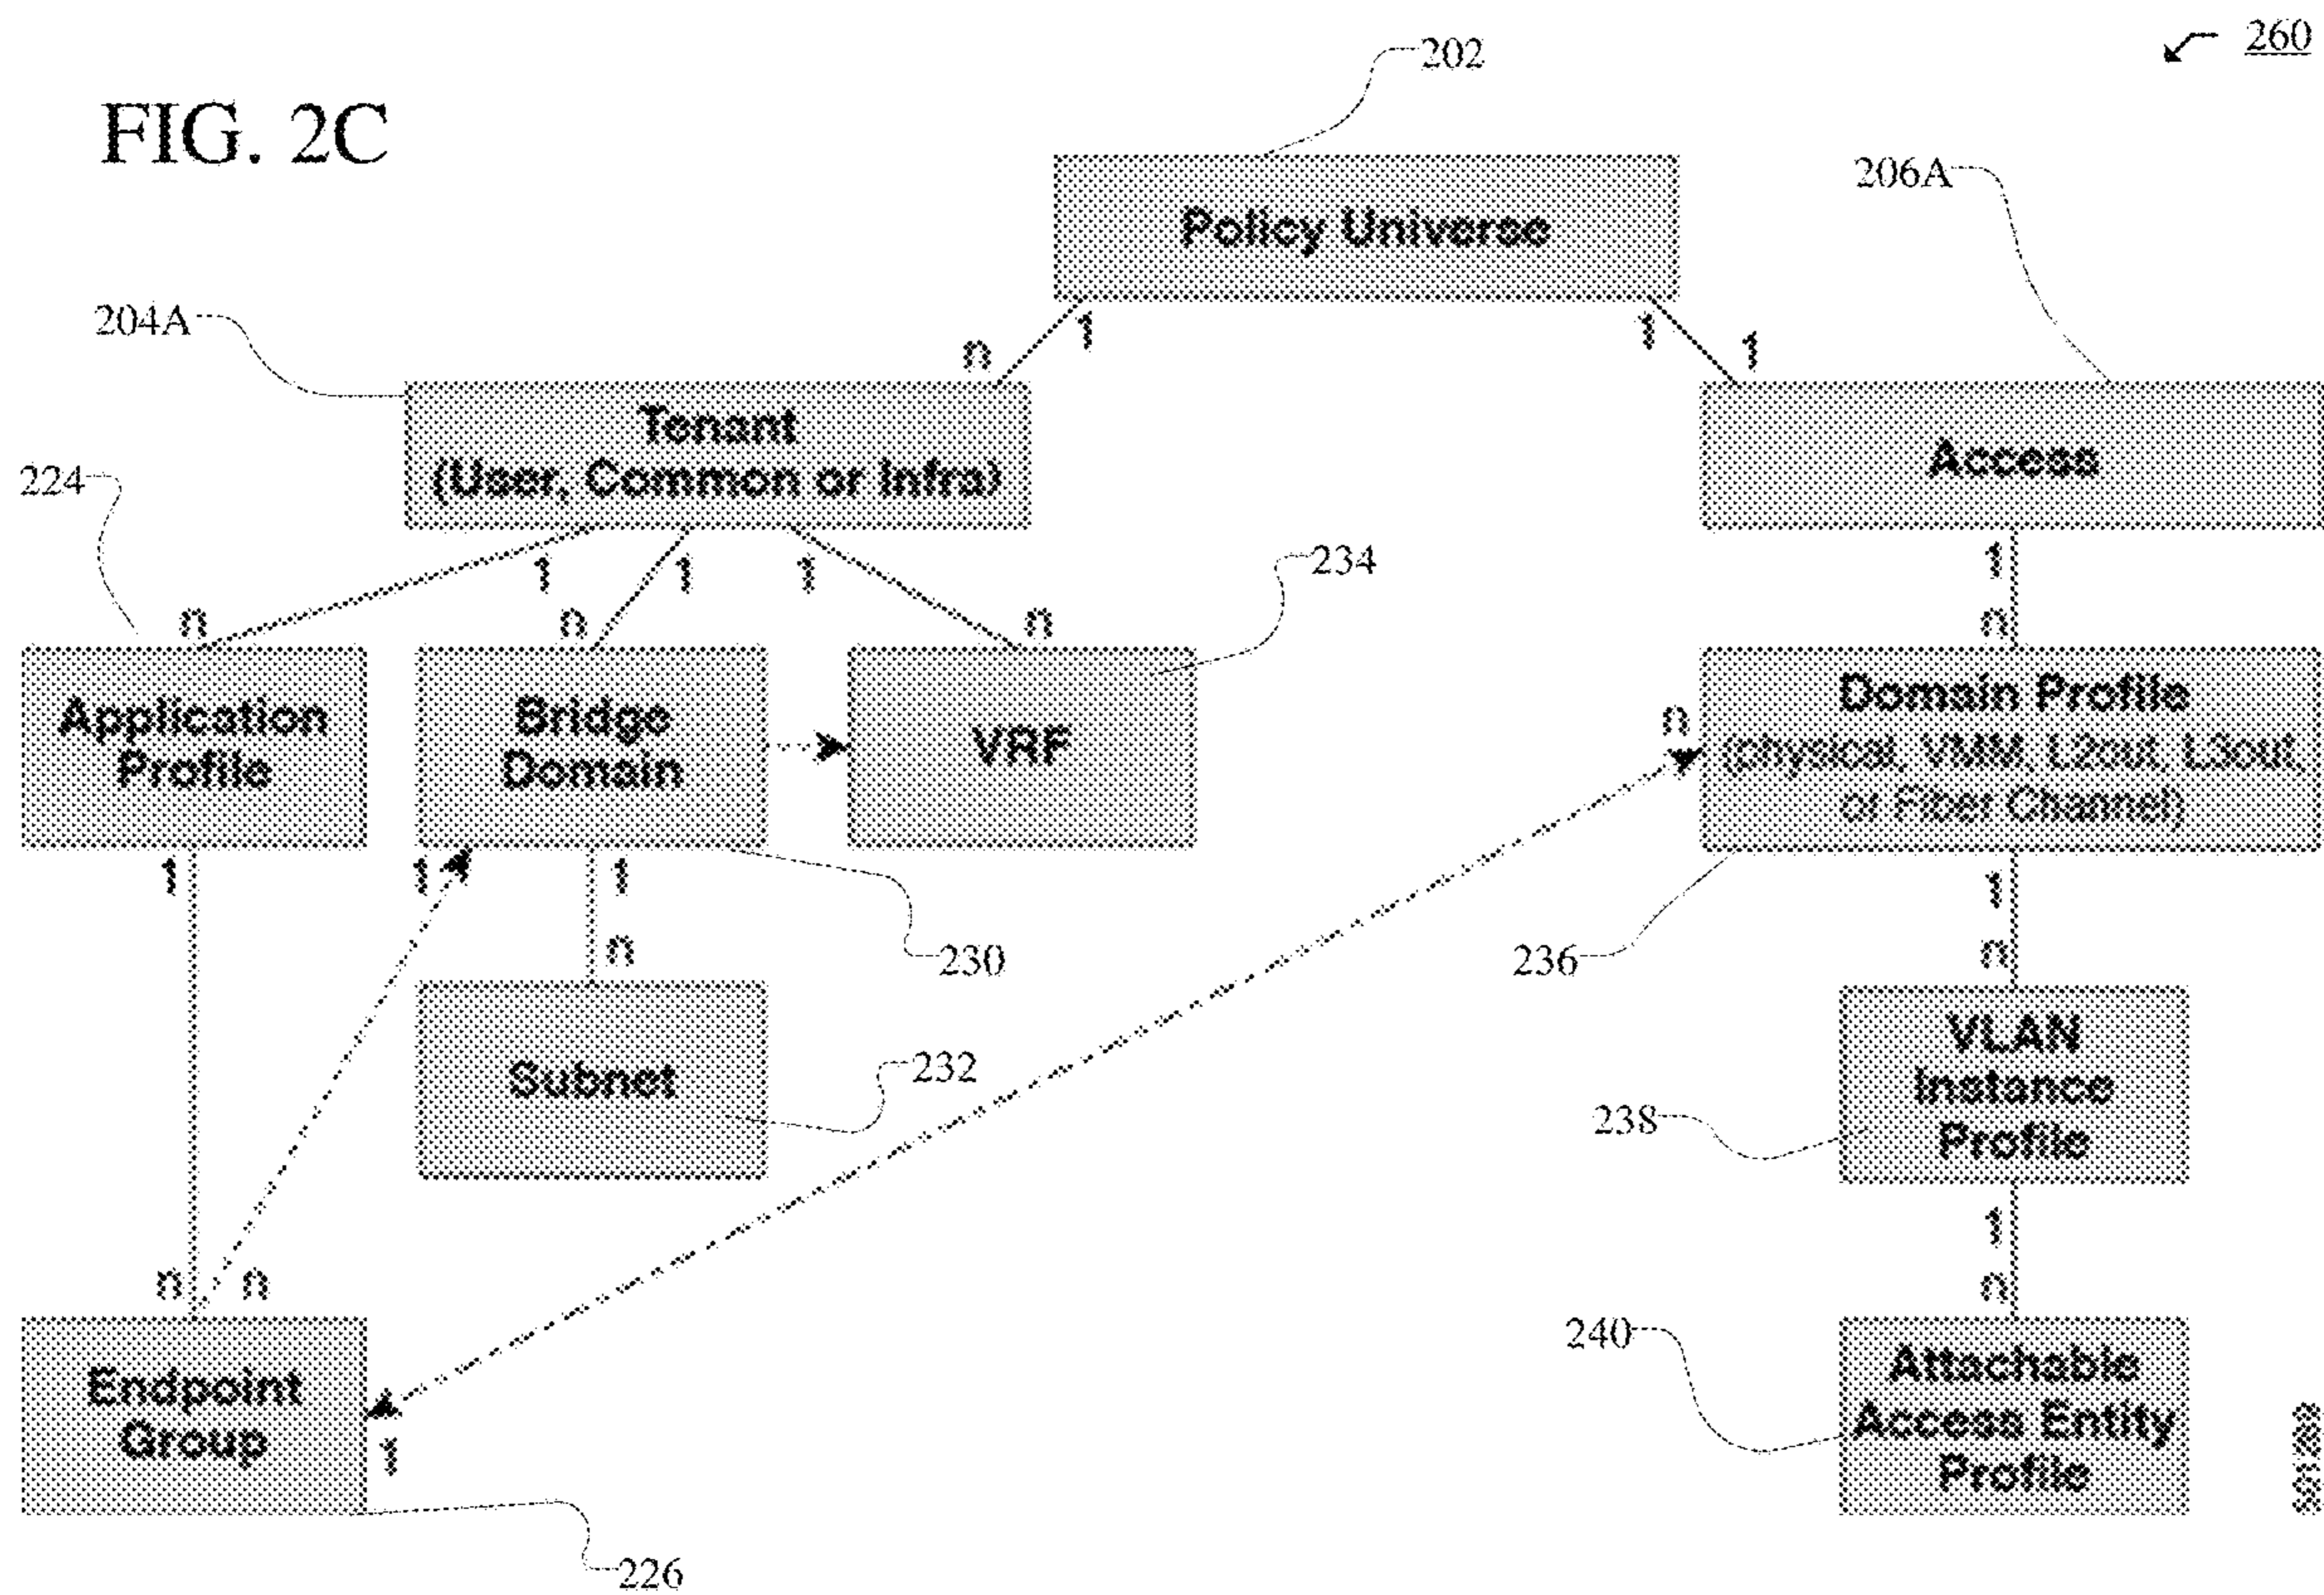 260
202
FIG. 2C
206A
Policy Universe
204A
1
1
n
1
Tenant
(User, Common or Infra)
Access
224
1
1
1
234
1
n
n
n
n
Application
Profile
Bridge
Domain
VRF
n
Domain Profile
(physical, VMM, L2out, L3out,
or Fiber Channel)
1
1
1
1
230
236
n
n
VLAN
Instance
Profile
Subnet
232
238
1
n
n
n
240
Endpoint
Group
1
Attachable
Access Entity
Profile
226